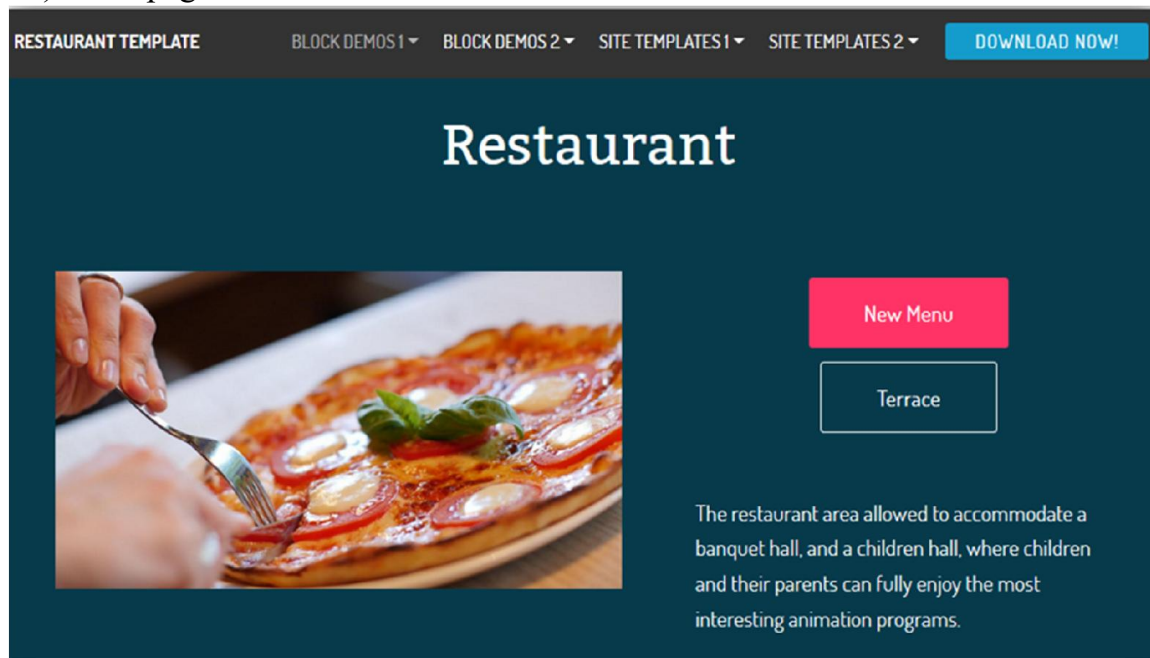 RESTAURANT TEMPLATE BLOCK DEMOS 1 BLOCK DEMOS 2 SITE TEMPLATES 1 SITE TEMPLATES 2 DOWNLOAD NOW!
Restaurant
New Menu
Terrace
The restaurant area allowed to accommodate a
banquet hall, and a children hall, where children
and their parents can fully enjoy the most
interesting animation programs.